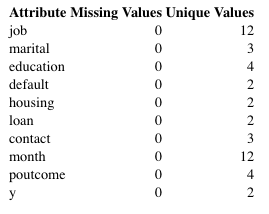 Attribute Missing Values Unique Values
job 0 12
marital 0 3
education 0 4
default 0 2
housing 0 2
loan 0 2
contact 0 3
month 0 12
poutcome 0 4
y 0 2